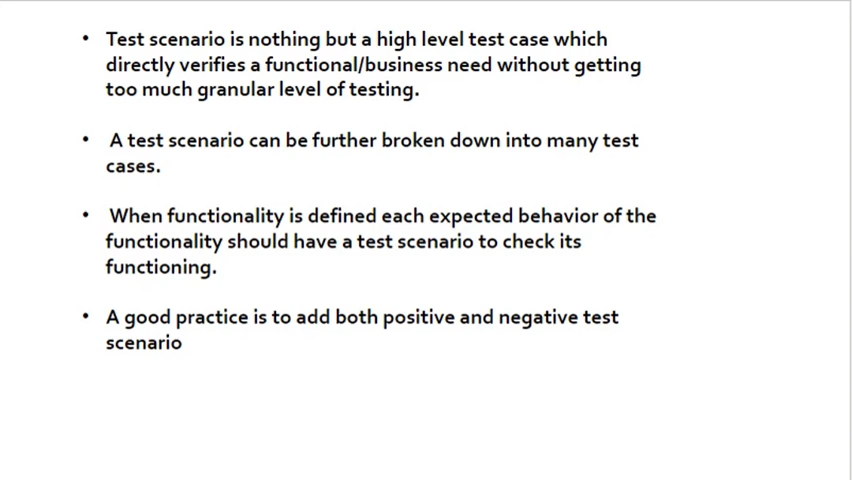 • Test scenario is nothing but a high level test case which
directly verifies a functional/business need without getting
too much granular level of testing.
• A test scenario can be further broken down into many test
cases.
• When functionality is defined each expected behavior of the
functionality should have a test scenario to check its
functioning.
• A good practice is to add both positive and negative test
scenario